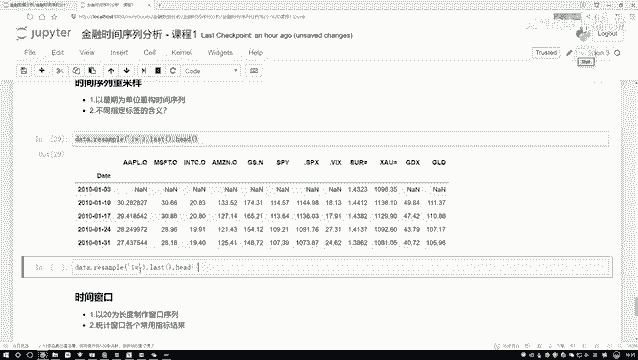 jupyter 金融时间序列分析 - 课程1 Last Checkpoint: an hour ago (unsaved changes)
Logout
File Edit View Insert Cell Kernel Widgets Help
Trusted
Code
时间序列重采样
1.以星期为单位重构时间序列
2.不同指定标签的含义？
data.resample('1w').last().head()
AAPL.O MSFT.O INTC.O AMZN.O GS.N SPY .SPX .VIX EUR= XAU= GDX GLD
Date
2010-01-03 NaN NaN NaN NaN NaN NaN NaN NaN 1.4323 1096.35 NaN NaN
2010-01-10 30.282827 30.66 20.83 133.52 174.31 114.57 1144.98 18.13 1.4412 1136.10 49.84 111.37
2010-01-17 29.418542 30.86 20.80 127.14 165.21 113.64 1136.03 17.91 1.4382 1129.90 47.42 110.86
2010-01-24 28.249972 28.96 19.91 121.43 154.12 109.21 1091.76 27.31 1.4137 1092.60 43.79 107.17
2010-01-31 27.437544 28.18 19.40 125.41 148.72 107.39 1073.87 24.62 1.3862 1081.05 40.72 105.96
data.resample('1w').last().head
时间窗口
1.以20为长度制作窗口序列
2.统计窗口各个常用指标结果